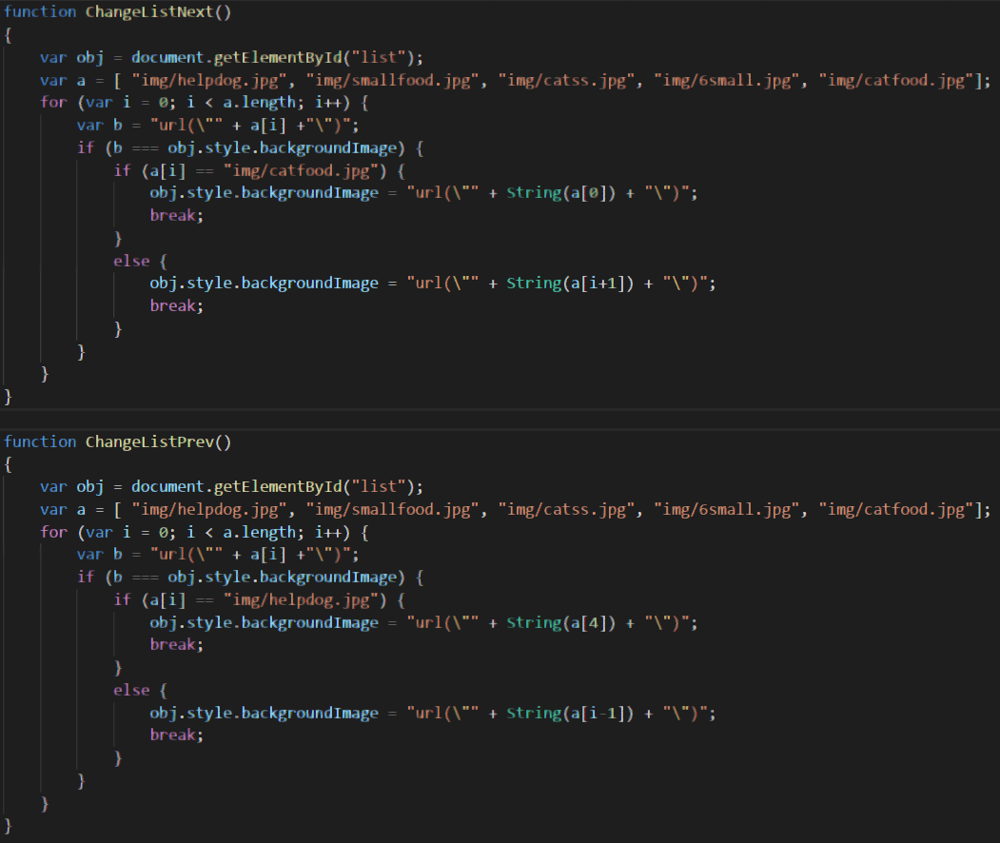 function ChangeListNext()
{
    var obj = document.getElementById("list");
    var a = [ "img/helpdog.jpg", "img/smallfood.jpg", "img/catss.jpg", "img/6small.jpg", "img/catfood.jpg"];
    for (var i = 0; i < a.length; i++) {
        var b = "url(\"" + a[i] +"\")";
        if (b === obj.style.backgroundImage) {
            if (a[i] == "img/catfood.jpg") {
                obj.style.backgroundImage = "url(\"" + String(a[0]) + "\")";
                break;
            }
            else {
                obj.style.backgroundImage = "url(\"" + String(a[i+1]) + "\")";
                break;
            }
        }
    }
}
function ChangeListPrev()
{
    var obj = document.getElementById("list");
    var a = [ "img/helpdog.jpg", "img/smallfood.jpg", "img/catss.jpg", "img/6small.jpg", "img/catfood.jpg"];
    for (var i = 0; i < a.length; i++) {
        var b = "url(\"" + a[i] +"\")";
        if (b === obj.style.backgroundImage) {
            if (a[i] == "img/helpdog.jpg") {
                obj.style.backgroundImage = "url(\"" + String(a[4]) + "\")";
                break;
            }
            else {
                obj.style.backgroundImage = "url(\"" + String(a[i-1]) + "\")";
                break;
            }
        }
    }
}